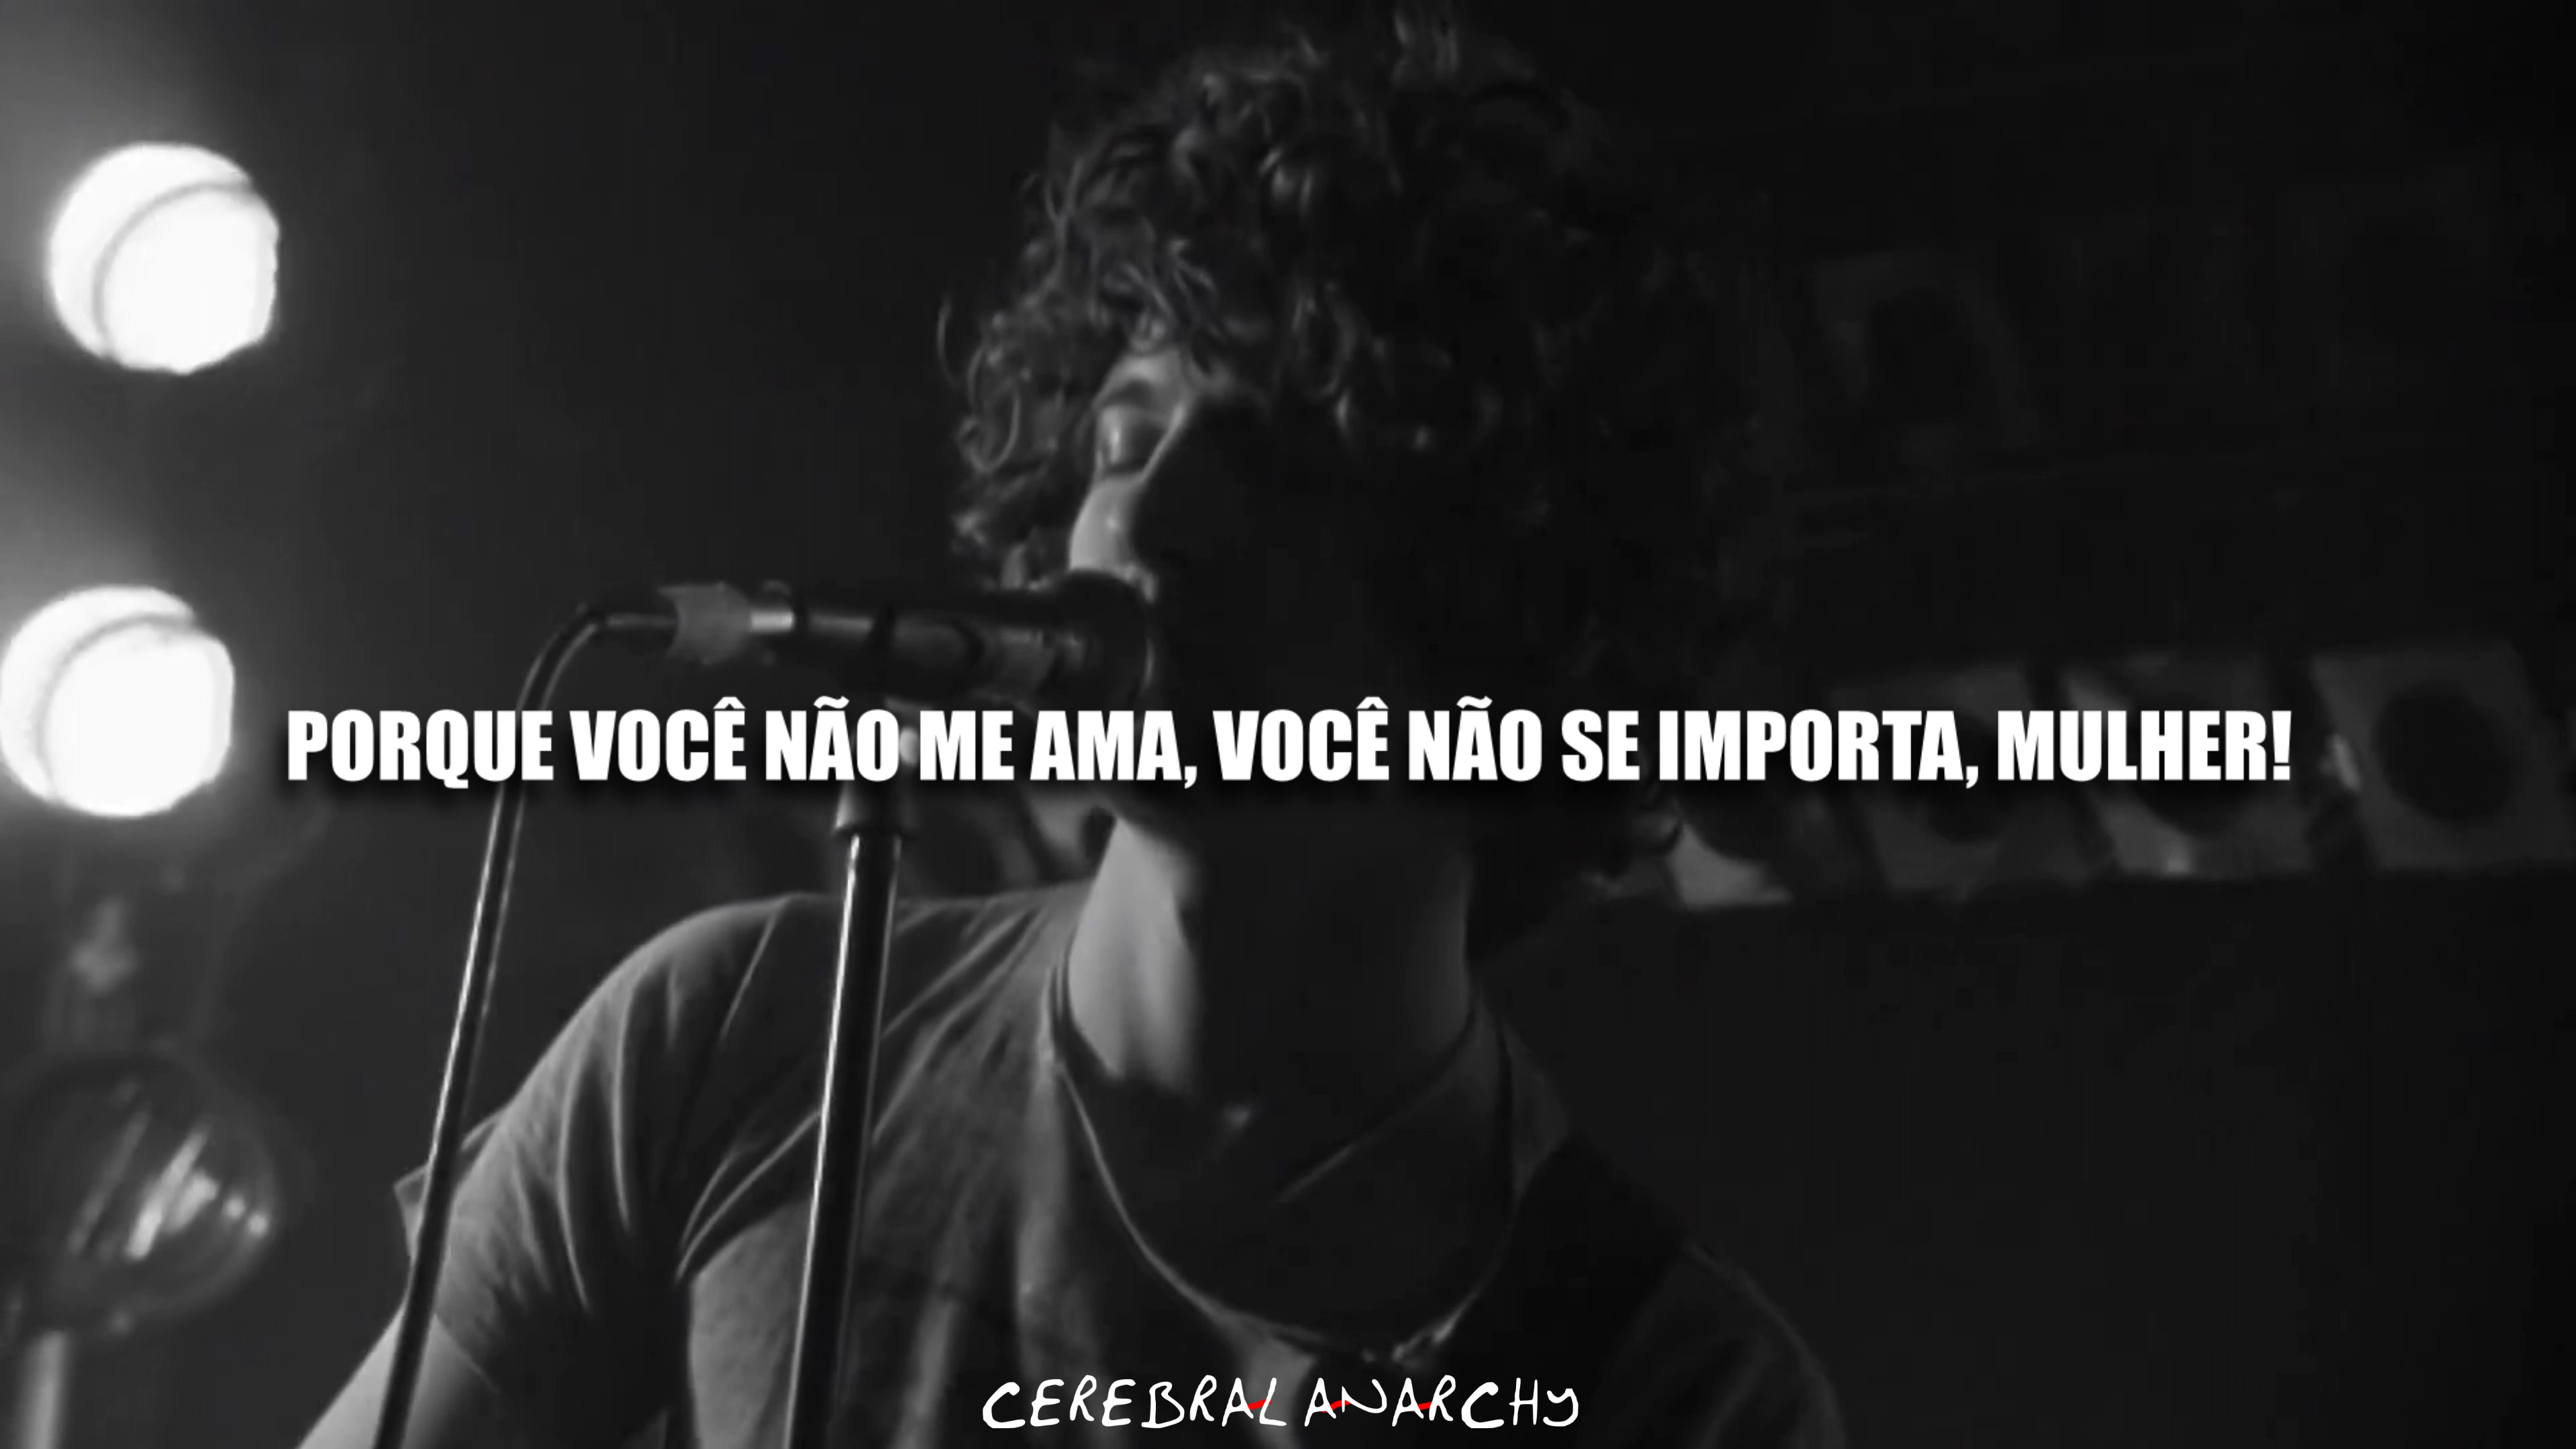 PORQUE VOCÊ NÃO ME AMA, VOCÊ NÃO SE IMPORTA, MULHER!
CEREBRAL ANARCHY